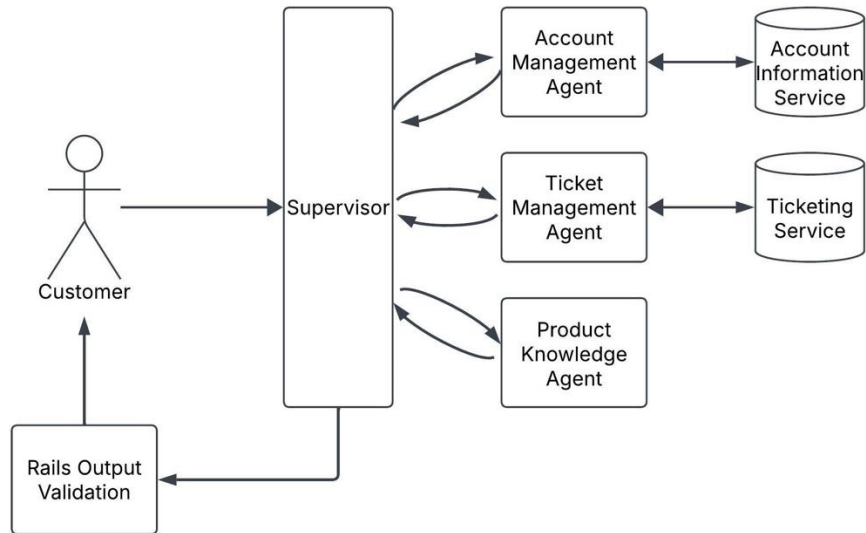 Account
Management
Agent
Account
Information
Service
Supervisor
Ticket
Management
Agent
Ticketing
Service
Customer
Product
Knowledge
Agent
Rails Output
Validation